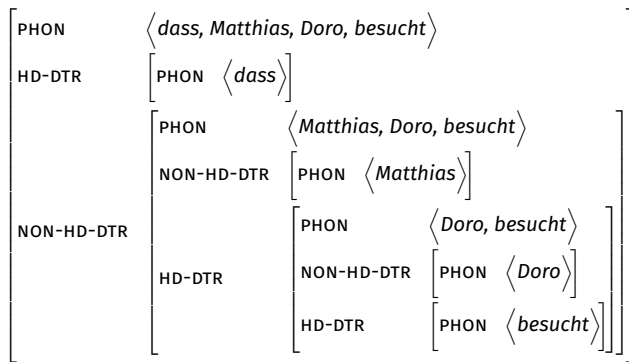 PHON ⟨dass, Matthias, Doro, besucht⟩
HD-DTR [PHON ⟨dass⟩]
PHON ⟨Matthias, Doro, besucht⟩
NON-HD-DTR [PHON ⟨Matthias⟩]
PHON ⟨Doro, besucht⟩
NON-HD-DTR HD-DTR NON-HD-DTR [PHON ⟨Doro⟩]
HD-DTR [PHON ⟨besucht⟩]